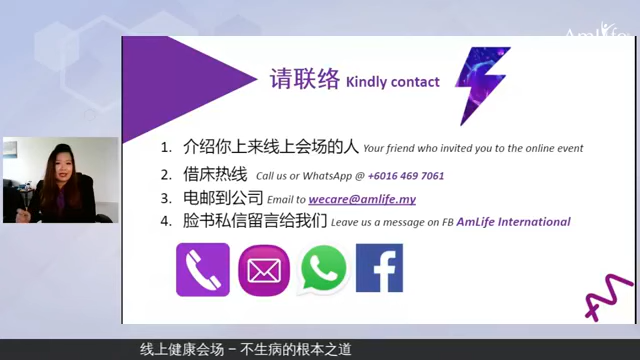 AmLife
请联络 Kindly contact
1. 介绍你上来线上会场的人 Your friend who invited you to the online event
2. 借床热线 Call us or WhatsApp @ +6016 469 7061
3. 电邮到公司 Email to wecare@amlife.my
4. 脸书私信留言给我们 Leave us a message on FB AmLife International
线上健康会场 – 不生病的根本之道